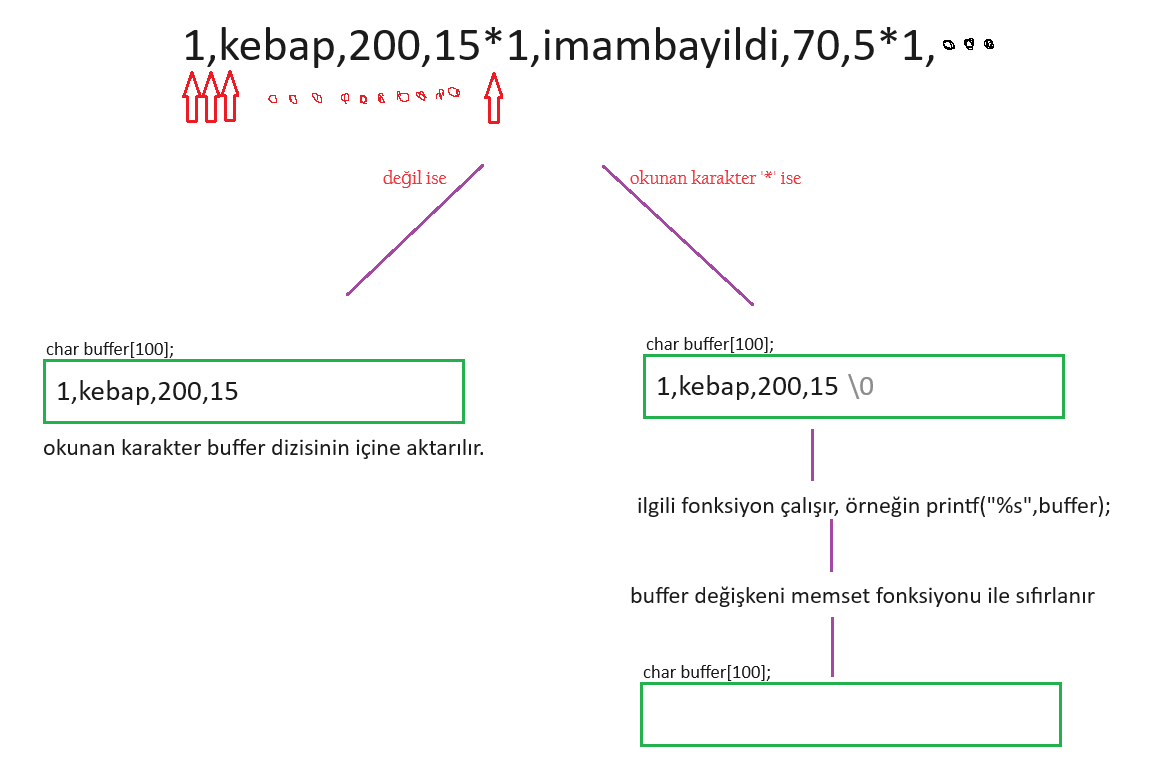 1,kebap,200,15*1,imambayildi,70,5*1,
değil ise
okunan karakter '*' ise
char buffer[100];
1,kebap,200,15
okunan karakter buffer dizisinin içine aktarılır.
char buffer[100];
1,kebap,200,15 \0
ilgili fonksiyon çalışır, örneğin printf("%s",buffer);
buffer değişkeni memset fonksiyonu ile sıfırlanır
char buffer[100];